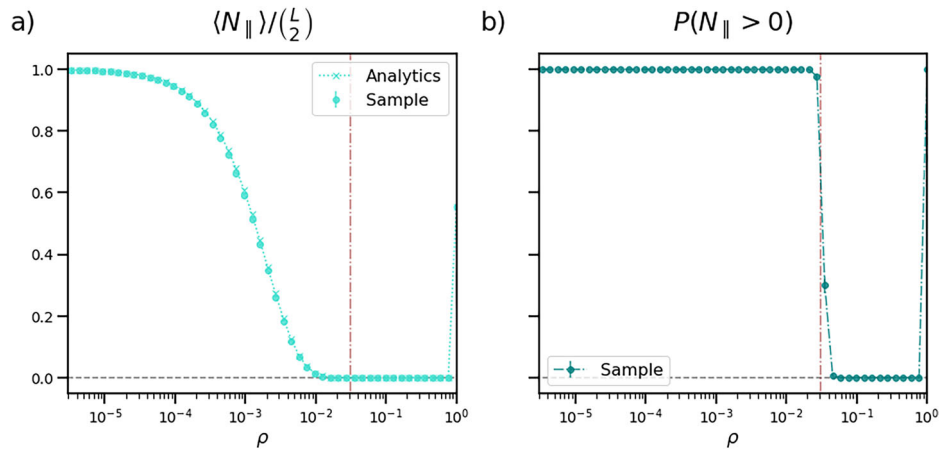 a) ⟨N∥⟩/(L2) b) P(N∥ > 0)
1.0
0.8
0.6
0.4
0.2
0.0
Analytics
Sample
10⁻⁵ 10⁻⁴ 10⁻³ 10⁻² 10⁻¹ 10⁰
ρ
Sample
10⁻⁵ 10⁻⁴ 10⁻³ 10⁻² 10⁻¹ 10⁰
ρ